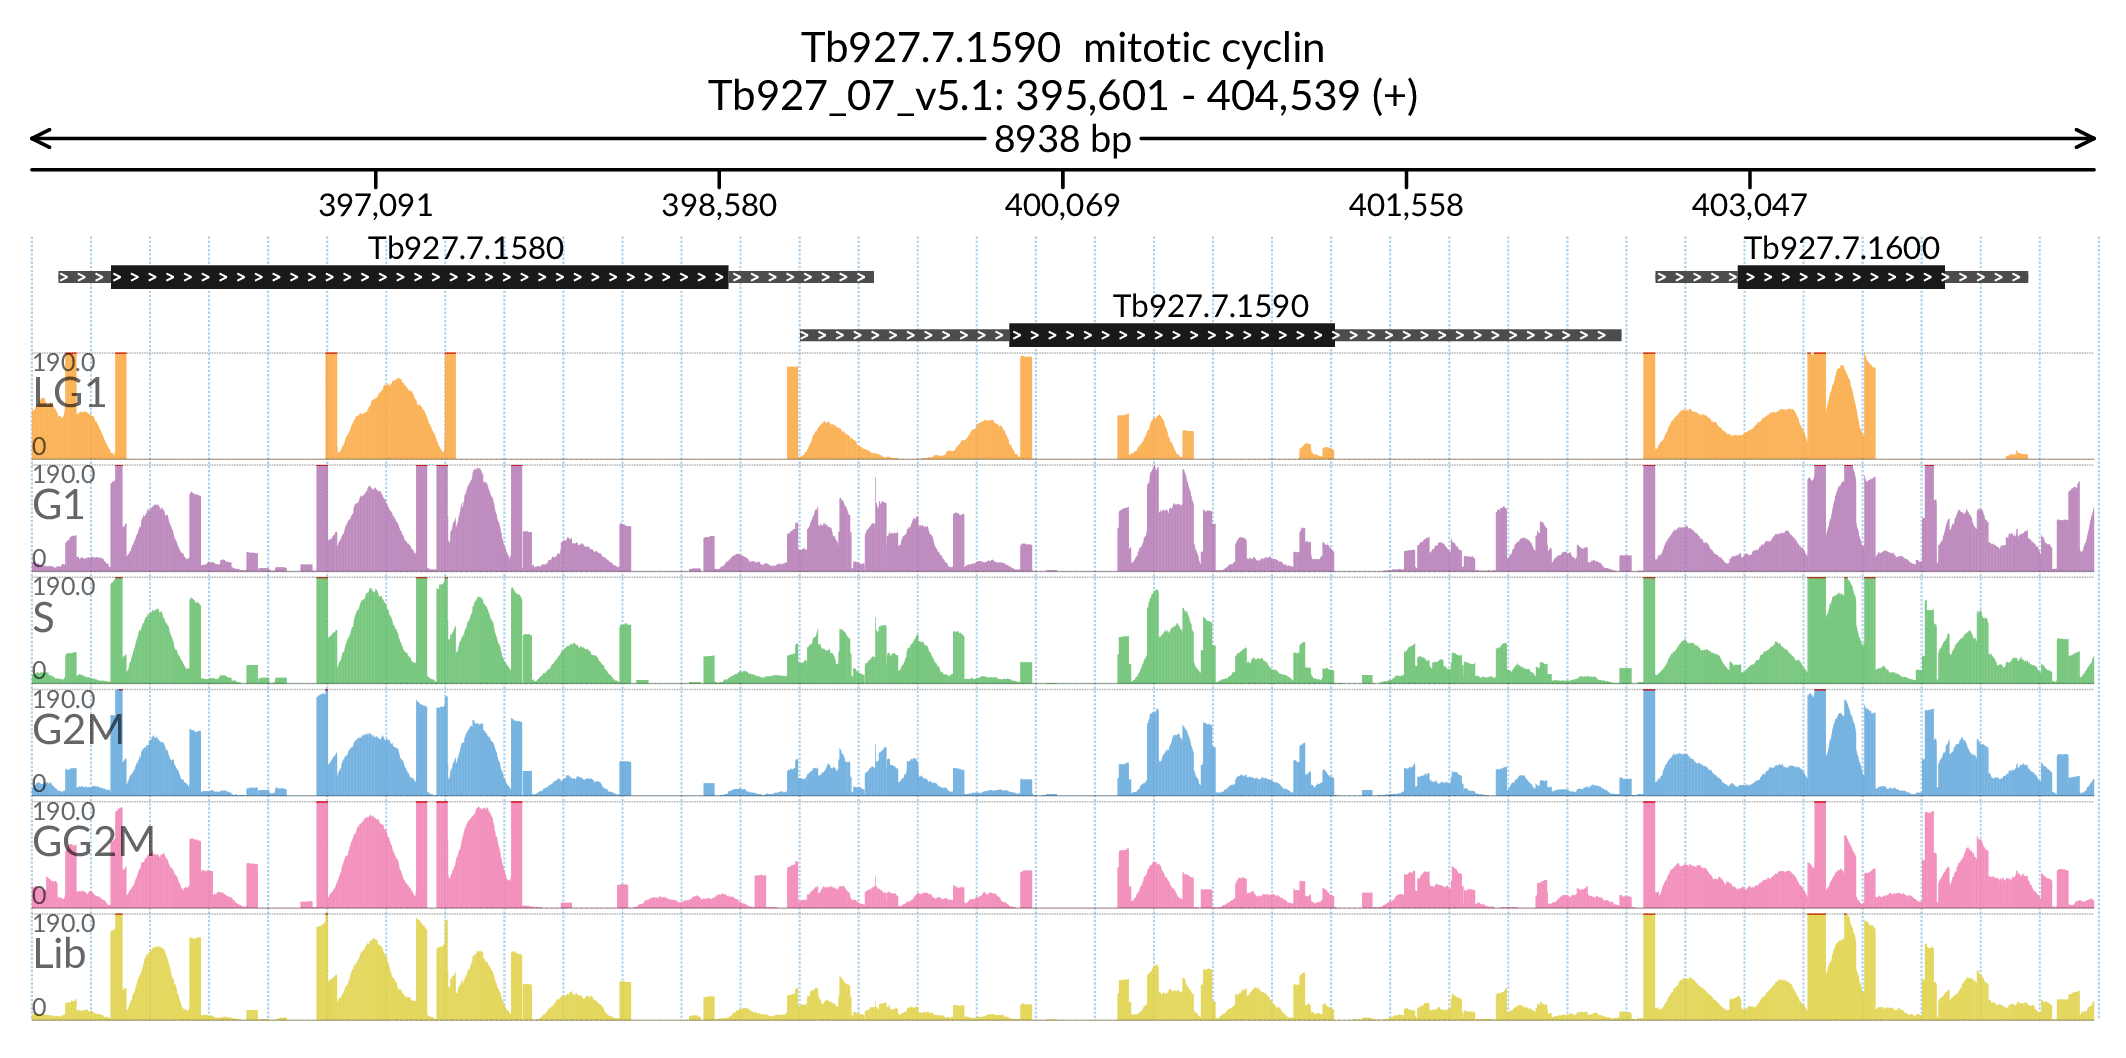 Tb927.7.1590  mitotic cyclin
Tb927_07_v5.1: 395,601 - 404,539 (+)
8938 bp
397,091 398,580 400,069 401,558 403,047
Tb927.7.1580 Tb927.7.1600
Tb927.7.1590
190.0
LG1
0
190.0
G1
0
190.0
S
0
190.0
G2M
0
190.0
GG2M
0
190.0
Lib
0